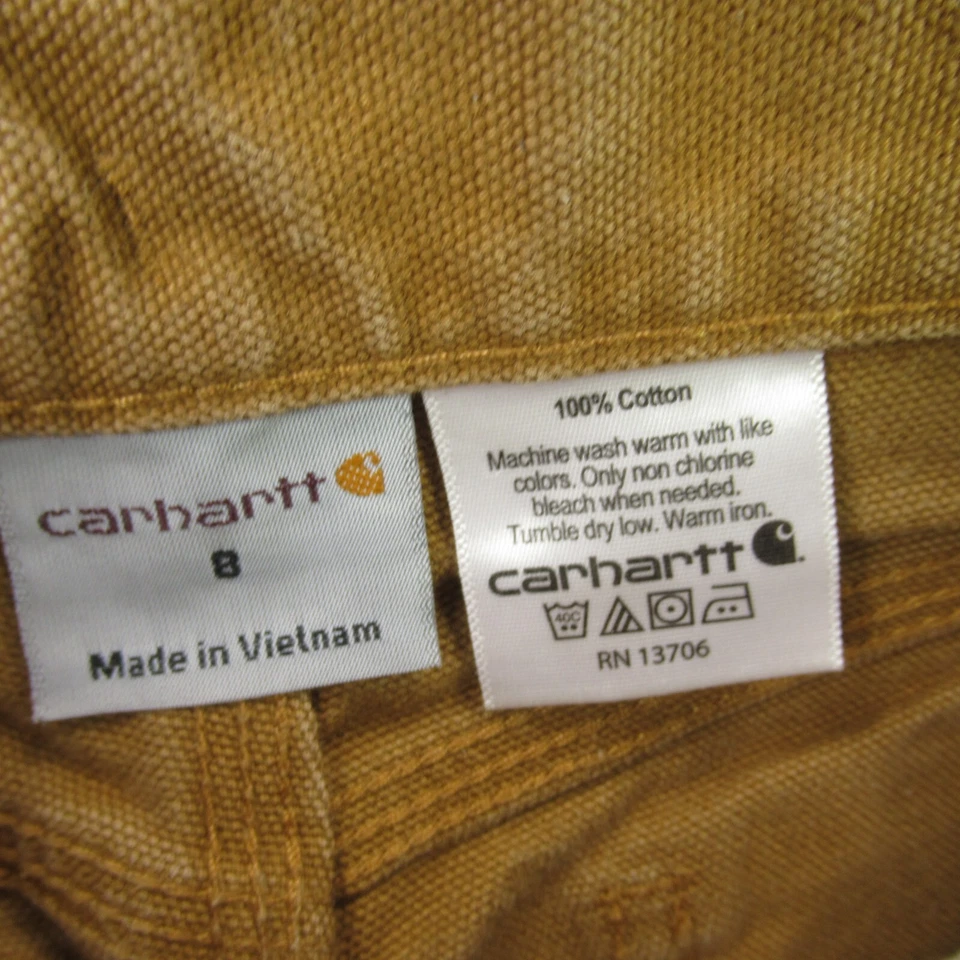 carhartt
8
Made in Vietnam
100% Cotton
Machine wash warm with like
colors. Only non chlorine
bleach when needed.
Tumble dry low. Warm iron.
carhartt
40C
RN 13706